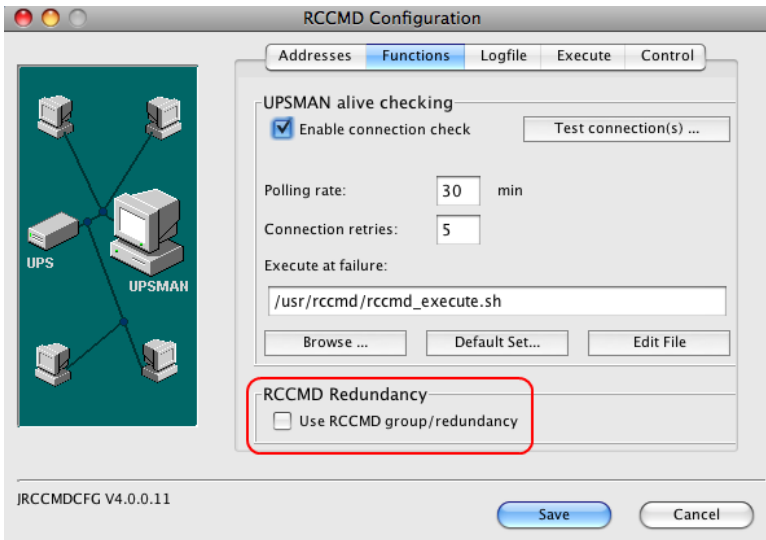 RCCMD Configuration
Addresses Functions Logfile Execute Control
UPSMAN alive checking
Enable connection check Test connection(s) ...
Polling rate: 30 min
Connection retries: 5
Execute at failure:
/usr/rccmd/rccmd_execute.sh
Browse ... Default Set... Edit File
RCCMD Redundancy
Use RCCMD group/redundancy
UPS
UPSMAN
JRCCMDCFG V4.0.0.11
Save Cancel